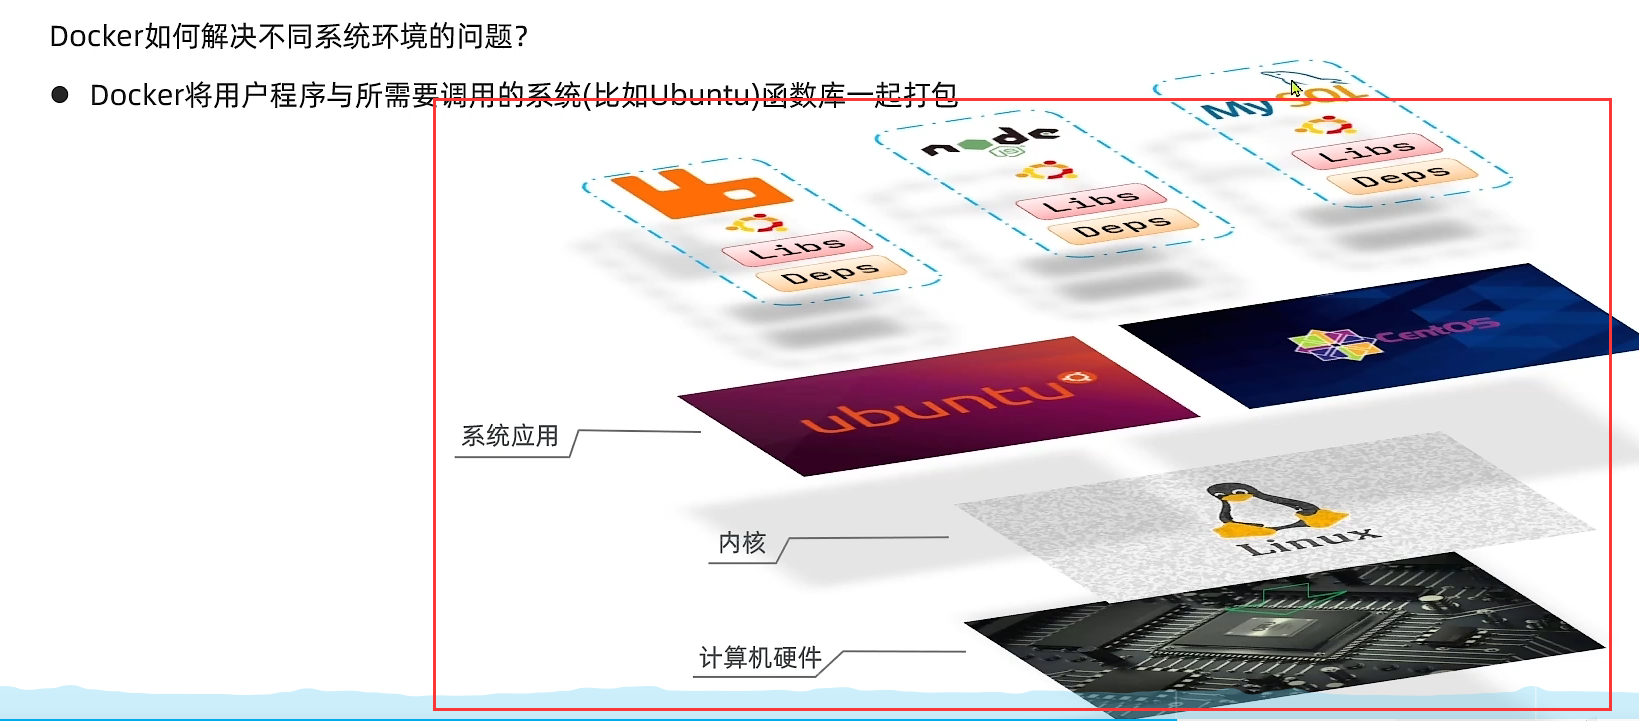 Docker如何解决不同系统环境的问题?
Docker将用户程序与所需要调用的系统(比如Ubuntu)函数库一起打包
MySQL
Libs
Deps
node
JS
Libs
Deps
Libs
Deps
CentOS
ubuntu
系统应用
内核
Linux
计算机硬件